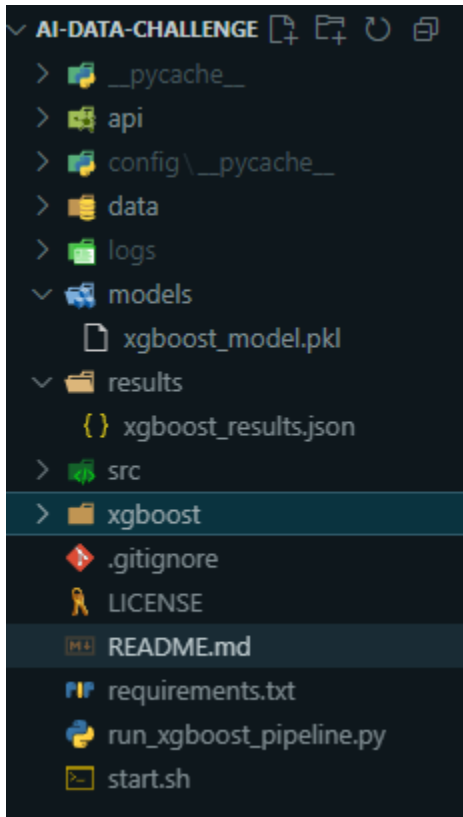 AI-DATA-CHALLENGE
__pycache__
api
config\__pycache__
data
logs
models
xgboost_model.pkl
results
{} xgboost_results.json
src
xgboost
.gitignore
LICENSE
M↓ README.md
PIP requirements.txt
run_xgboost_pipeline.py
start.sh